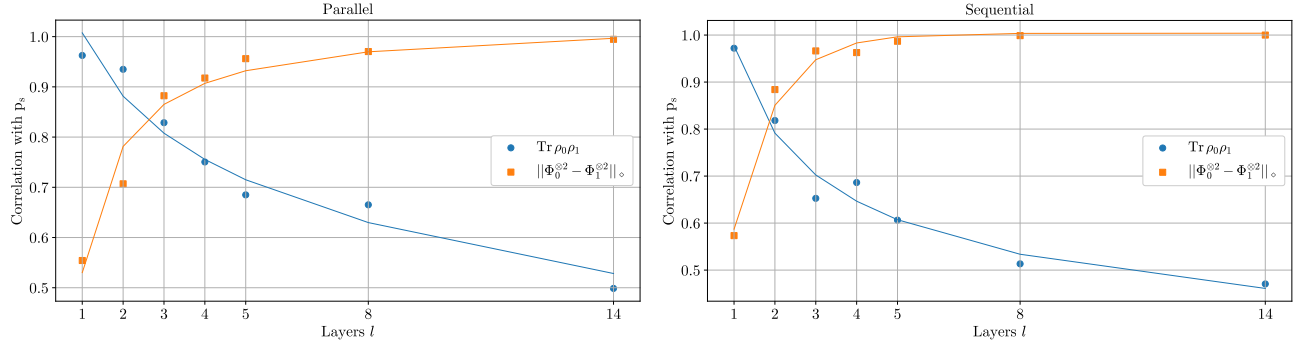 Parallel
Correlation with pₛ
1.0
0.9
0.8
0.7
0.6
0.5
Tr ρ₀ρ₁
||Φ₀^⊗2 − Φ₁^⊗2||⋄
1 2 3 4 5 8 14
Layers l
Sequential
Correlation with pₛ
1.0
0.9
0.8
0.7
0.6
0.5
Tr ρ₀ρ₁
||Φ₀^⊗2 − Φ₁^⊗2||⋄
1 2 3 4 5 8 14
Layers l